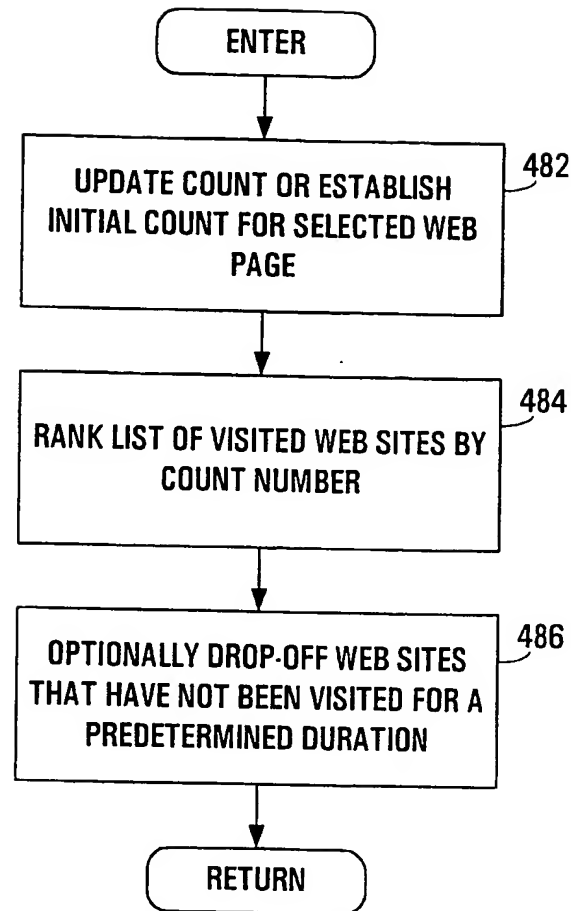 ENTER
UPDATE COUNT OR ESTABLISH
INITIAL COUNT FOR SELECTED WEB
PAGE
482
RANK LIST OF VISITED WEB SITES BY
COUNT NUMBER
484
OPTIONALLY DROP-OFF WEB SITES
THAT HAVE NOT BEEN VISITED FOR A
PREDETERMINED DURATION
486
RETURN